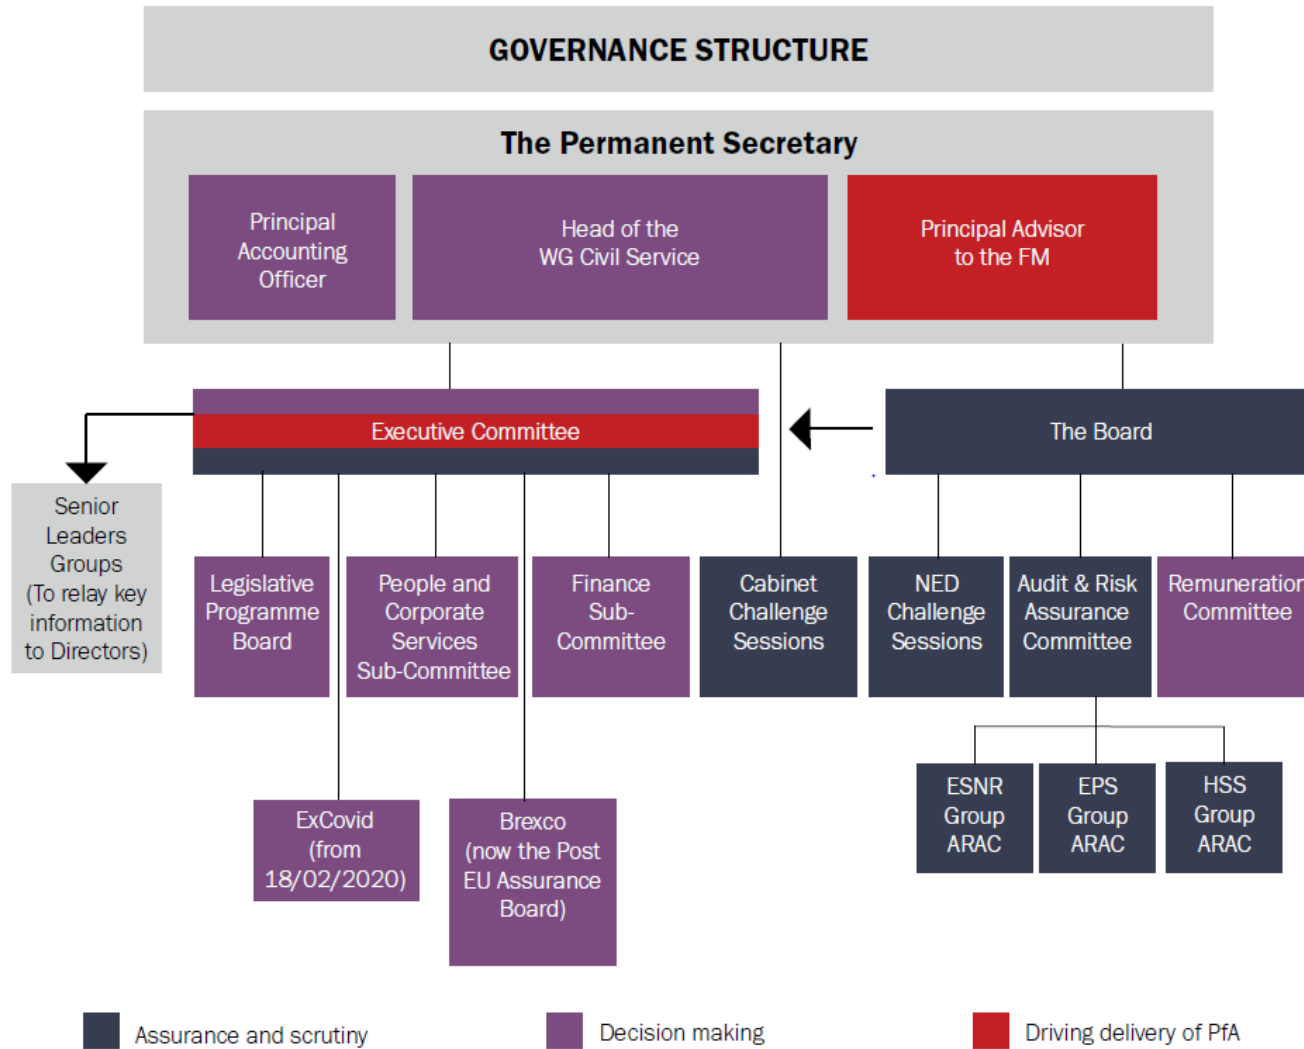 GOVERNANCE STRUCTURE
The Permanent Secretary
Principal
Accounting
Officer
Head of the
WG Civil Service
Principal Advisor
to the FM
Executive Committee
The Board
Senior
Leaders
Groups
(To relay key
information
to Directors)
Legislative
Programme
Board
People and
Corporate
Services
Sub-Committee
Finance
Sub-
Committee
Cabinet
Challenge
Sessions
NED
Challenge
Sessions
Audit & Risk
Assurance
Committee
Remuneration
Committee
ExCovid
(from
18/02/2020)
Brexco
(now the Post
EU Assurance
Board)
ESNR
Group
ARAC
EPS
Group
ARAC
HSS
Group
ARAC
Assurance and scrutiny
Decision making
Driving delivery of PfA